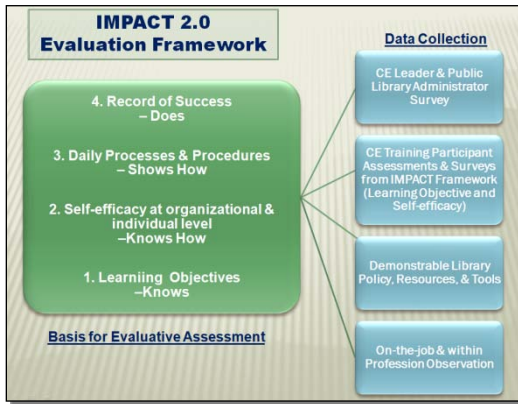 IMPACT 2.0
Evaluation Framework
4. Record of Success
– Does
3. Daily Processes & Procedures
– Shows How
2. Self-efficacy at organizational &
individual level
–Knows How
1. Learniing Objectives
–Knows
Basis for Evaluative Assessment
Data Collection
CE Leader & Public
Library Administrator
Survey
CE Training Participant
Assessments & Surveys
from IMPACT Framework
(Learning Objective and
Self-efficacy)
Demonstrable Library
Policy, Resources, & Tools
On-the-job & within
Profession Observation